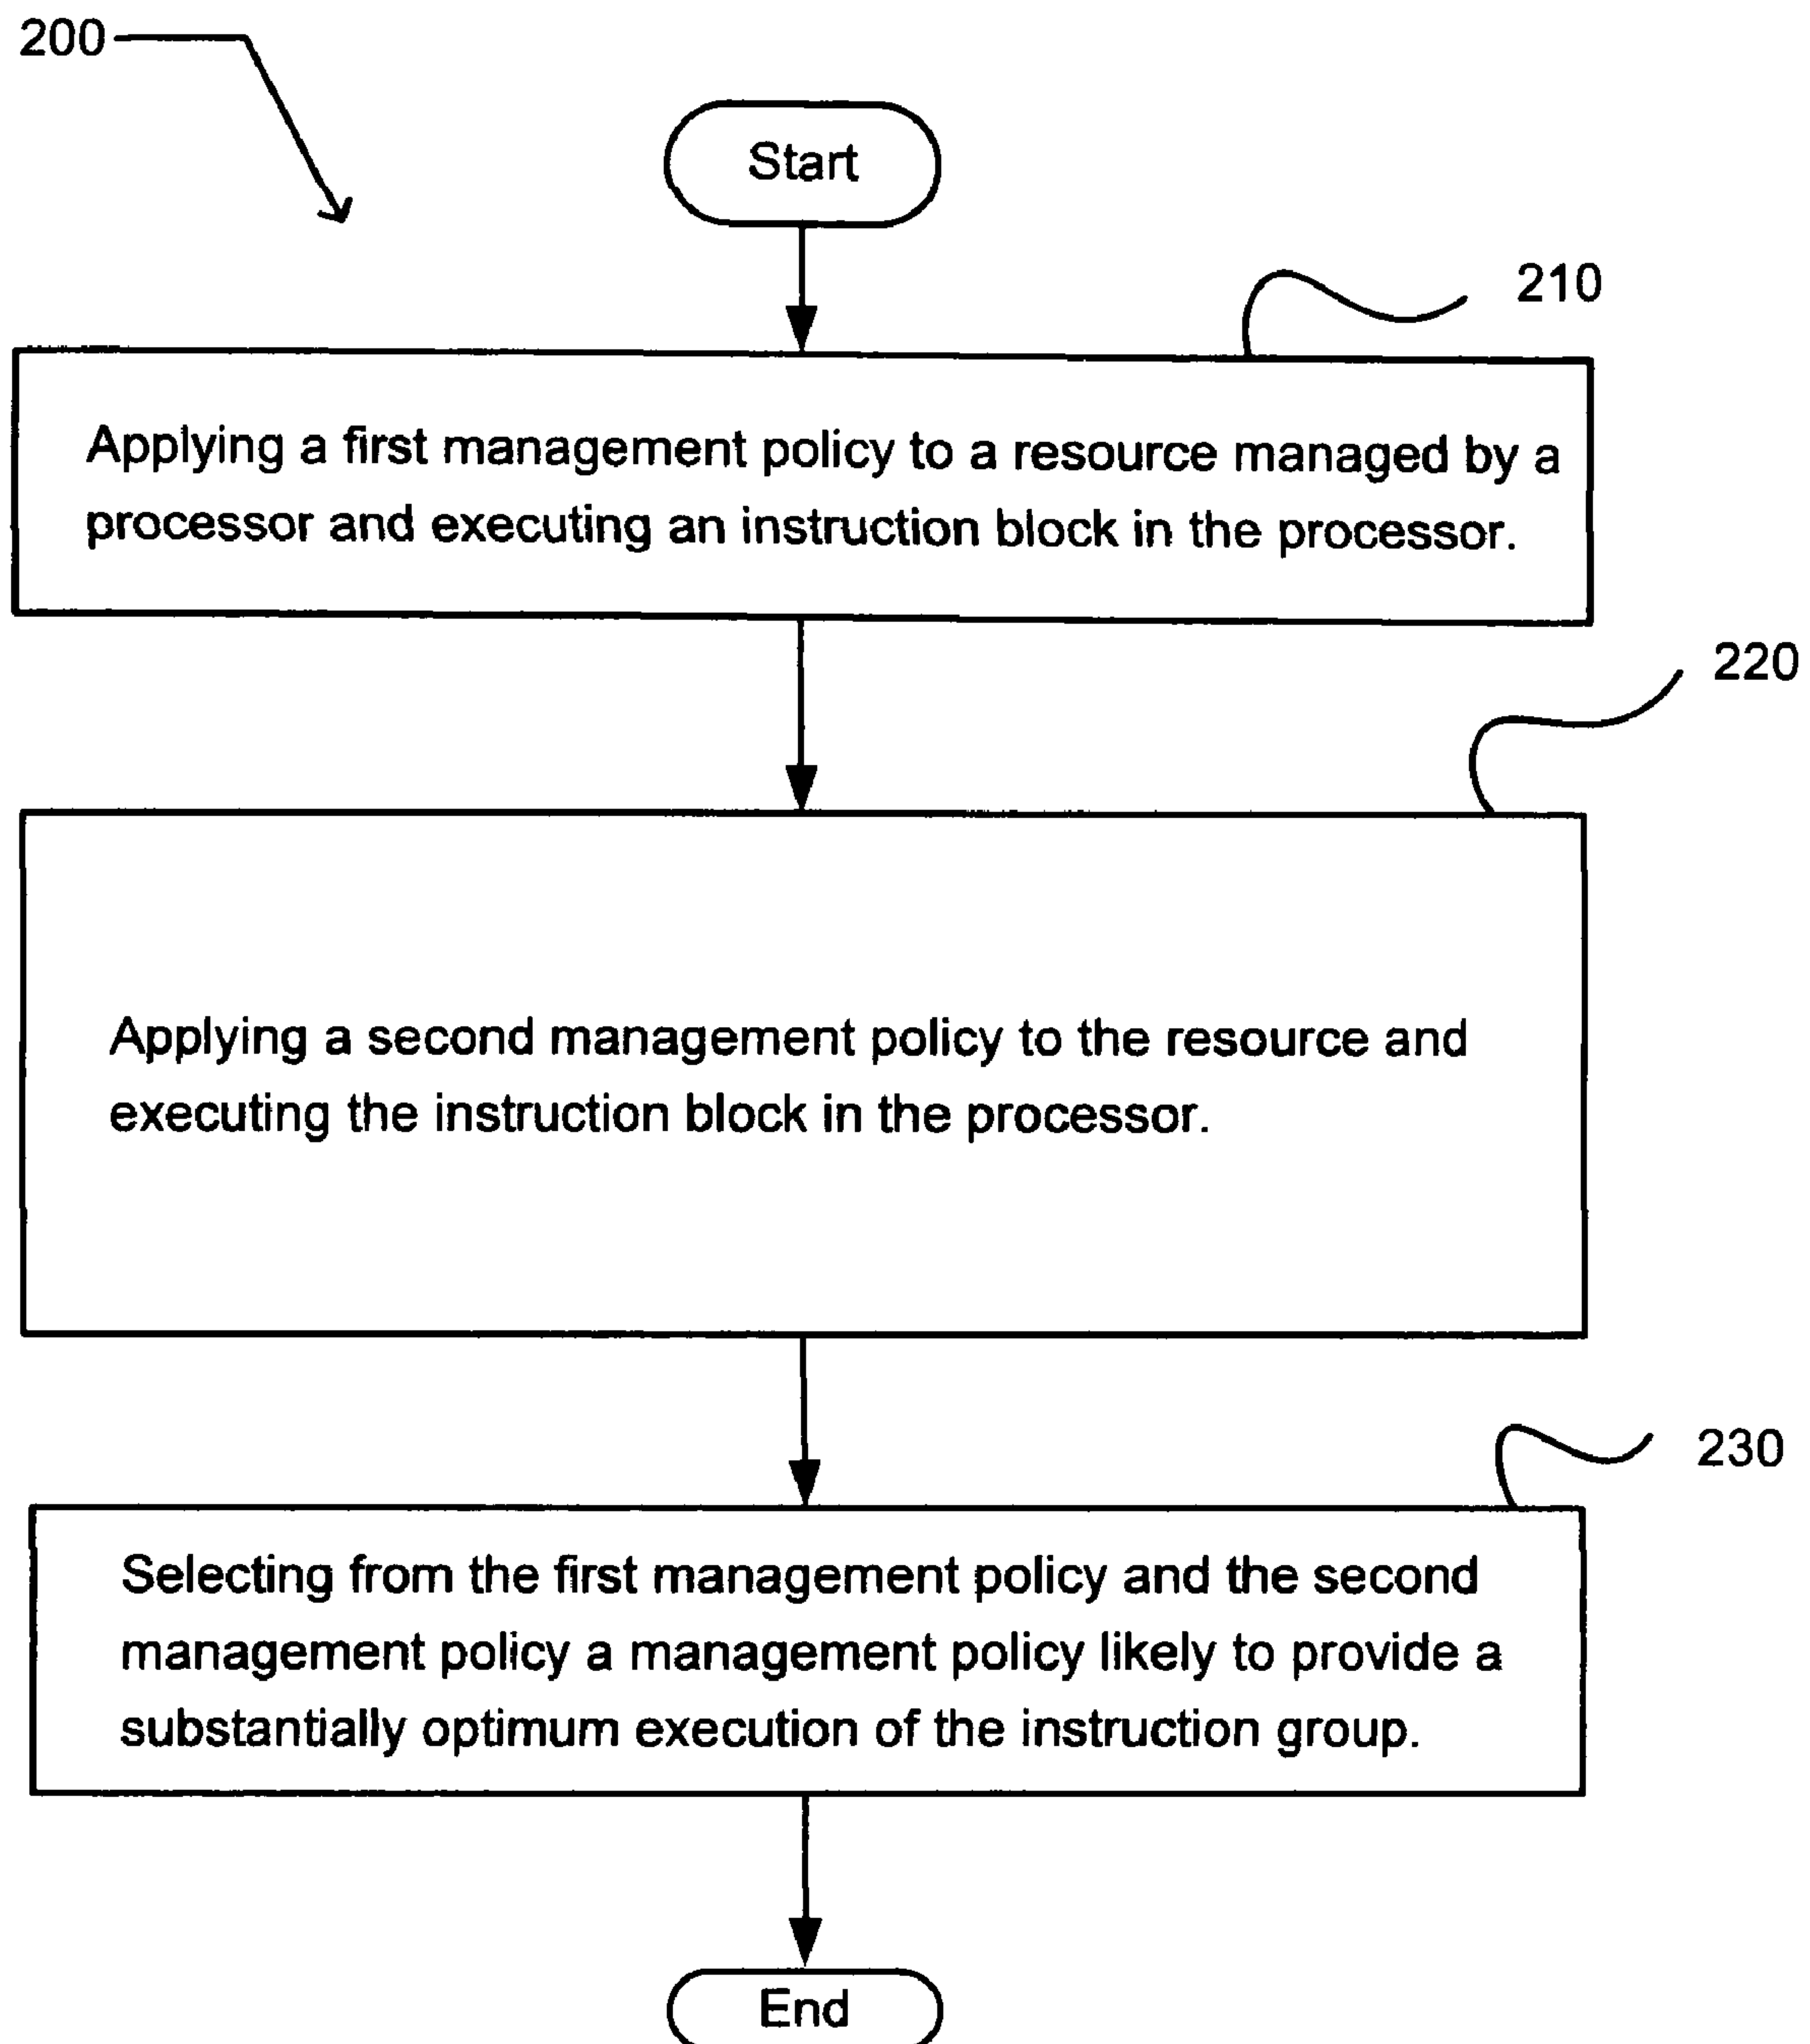 200
Start
210
Applying a first management policy to a resource managed by a
processor and executing an instruction block in the processor.
220
Applying a second management policy to the resource and
executing the instruction block in the processor.
230
Selecting from the first management policy and the second
management policy a management policy likely to provide a
substantially optimum execution of the instruction group.
End